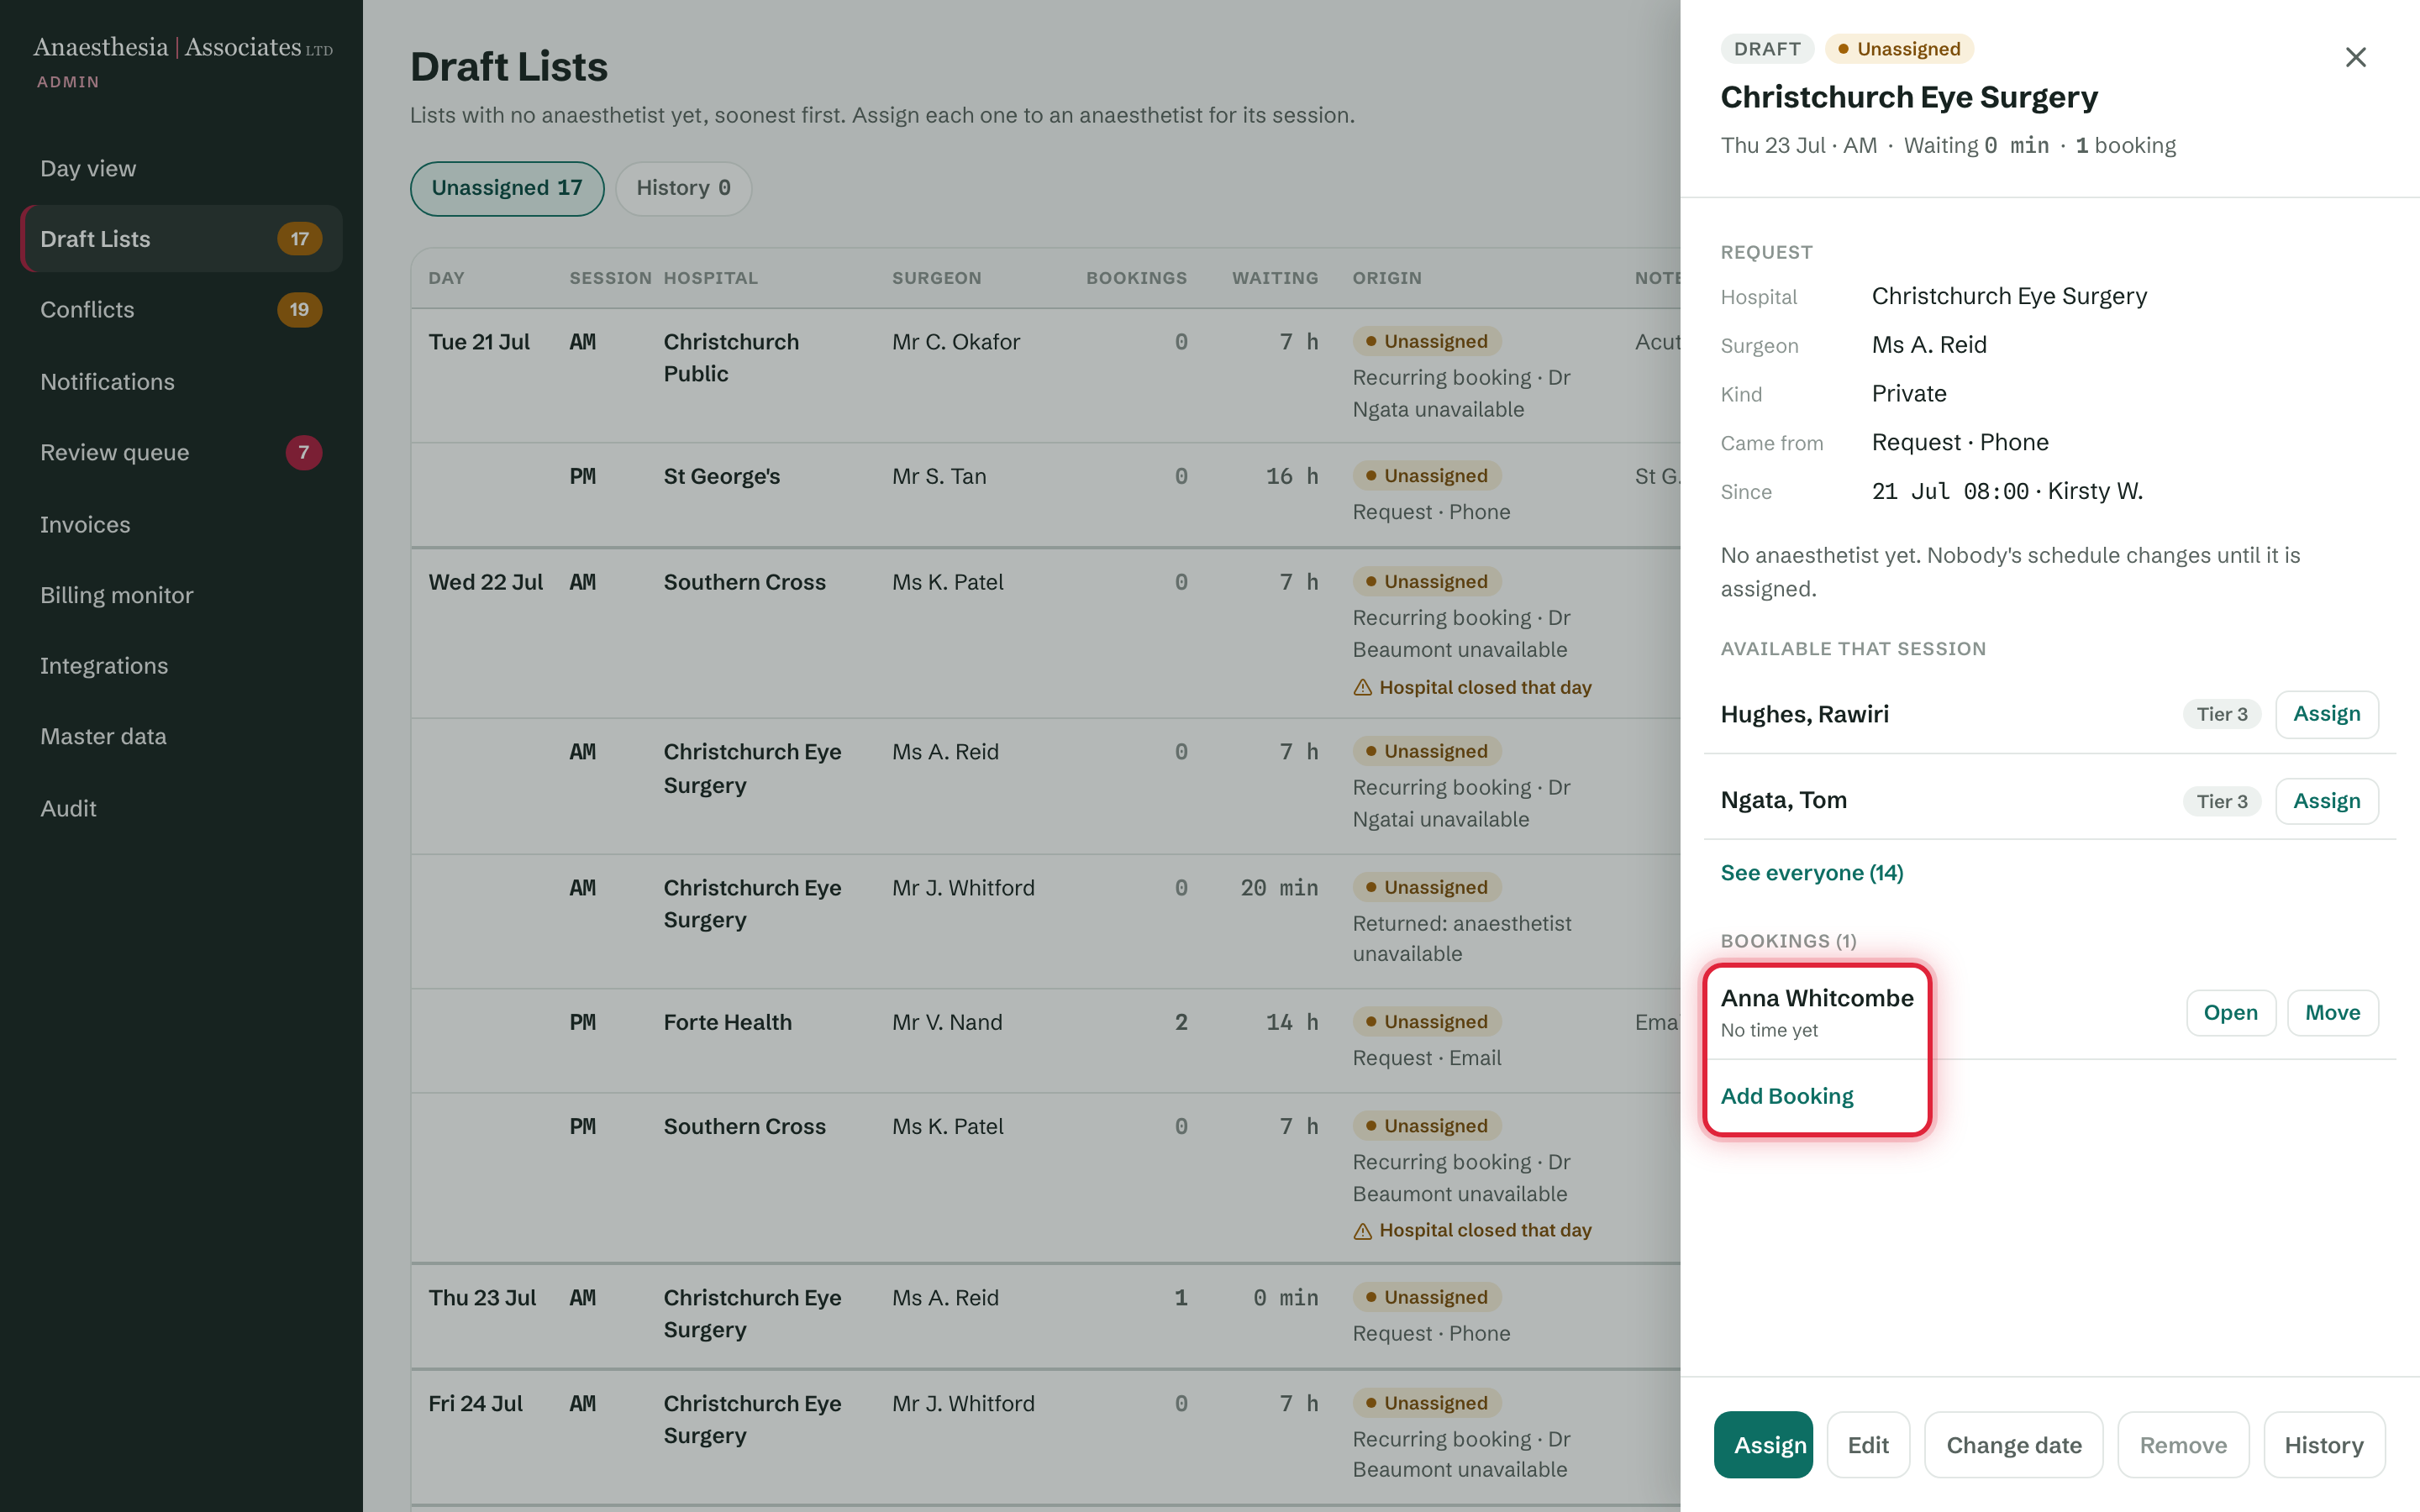 Anaesthesia | Associates LTD
ADMIN
Day view
Draft Lists 17
Conflicts 19
Notifications
Review queue 7
Invoices
Billing monitor
Integrations
Master data
Audit
Draft Lists
Lists with no anaesthetist yet, soonest first. Assign each one to an anaesthetist for its session.
Unassigned 17 History 0
DAY SESSION HOSPITAL SURGEON BOOKINGS WAITING ORIGIN NOTE
Tue 21 Jul AM Christchurch Mr C. Okafor 0 7 h Unassigned Acut
Public Recurring booking · Dr
Ngata unavailable
PM St George's Mr S. Tan 0 16 h Unassigned St G.
Request · Phone
Wed 22 Jul AM Southern Cross Ms K. Patel 0 7 h Unassigned
Recurring booking · Dr
Beaumont unavailable
Hospital closed that day
AM Christchurch Eye Ms A. Reid 0 7 h Unassigned
Surgery Recurring booking · Dr
Ngatai unavailable
AM Christchurch Eye Mr J. Whitford 0 20 min Unassigned
Surgery Returned: anaesthetist
unavailable
PM Forte Health Mr V. Nand 2 14 h Unassigned Emai
Request · Email
PM Southern Cross Ms K. Patel 0 7 h Unassigned
Recurring booking · Dr
Beaumont unavailable
Hospital closed that day
Thu 23 Jul AM Christchurch Eye Ms A. Reid 1 0 min Unassigned
Surgery Request · Phone
Fri 24 Jul AM Christchurch Eye Mr J. Whitford 0 7 h Unassigned
Surgery Recurring booking · Dr
Beaumont unavailable
DRAFT Unassigned
Christchurch Eye Surgery
Thu 23 Jul · AM · Waiting 0 min · 1 booking
REQUEST
Hospital Christchurch Eye Surgery
Surgeon Ms A. Reid
Kind Private
Came from Request · Phone
Since 21 Jul 08:00 · Kirsty W.
No anaesthetist yet. Nobody's schedule changes until it is
assigned.
AVAILABLE THAT SESSION
Hughes, Rawiri Tier 3 Assign
Ngata, Tom Tier 3 Assign
See everyone (14)
BOOKINGS (1)
Anna Whitcombe Open Move
No time yet
Add Booking
Assign Edit Change date Remove History